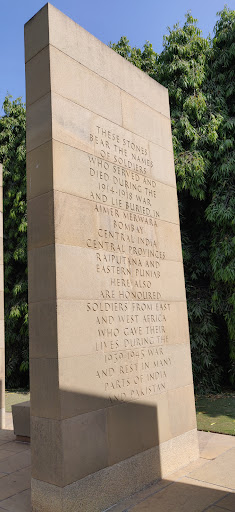 THESE STONES
BEAR THE NAMES
OF SOLDIERS
WHO SERVED AND
DIED DURING THE
1914-1918 WAR
AND LIE BURIED IN
AJMER MERWARA
BOMBAY
CENTRAL INDIA
CENTRAL PROVINCES
RAJPUTANA AND
EASTERN PUNJAB
HERE ALSO
ARE HONOURED
SOLDIERS FROM EAST
AND WEST AFRICA
WHO GAVE THEIR
LIVES DURING THE
1939-1945 WAR
AND REST IN MANY
PARTS OF INDIA
AND PAKISTAN